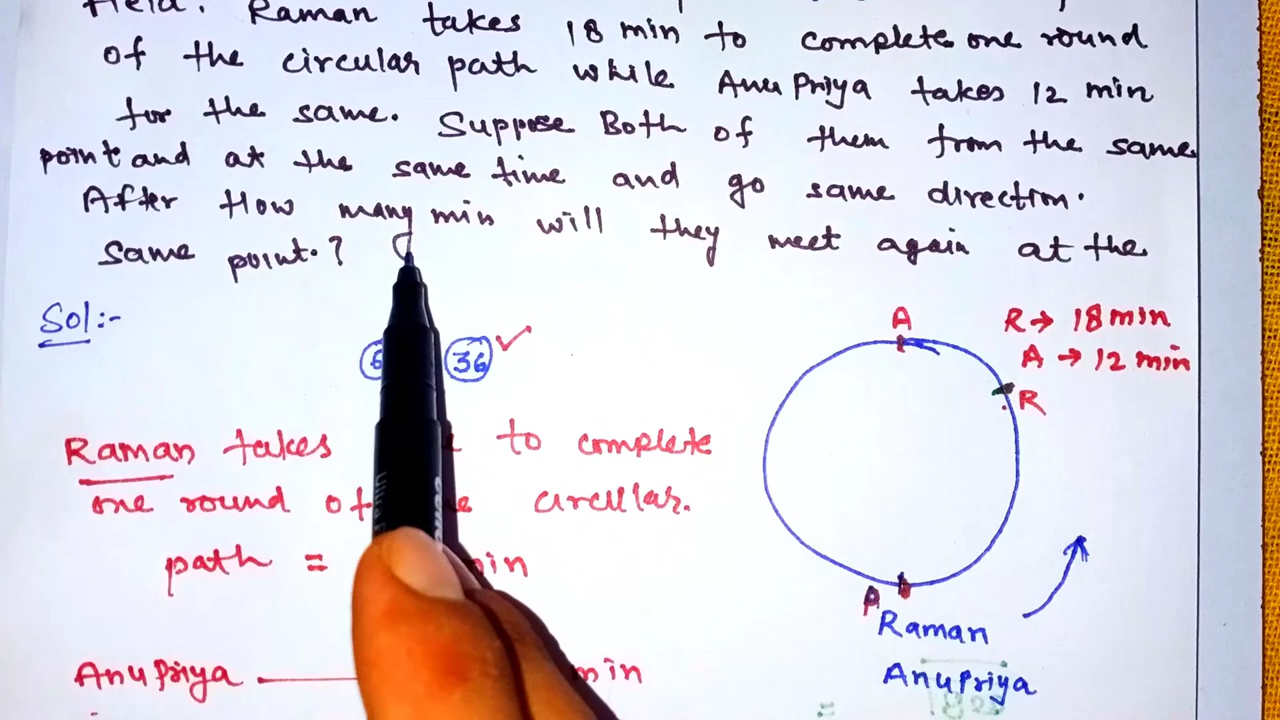 Raman takes 18 min to complete one round
of the circular path while AnuPriya takes 12 min
for the same. Suppose Both of them from the same
point and at the same time and go same direction.
After How many min will they meet again at the
same point.?
Sol:-
36
A
R → 18 min
A → 12 min
R
Raman takes to complete
one round of circular.
path = min
P
Raman
Anupriya
AnuPriya min